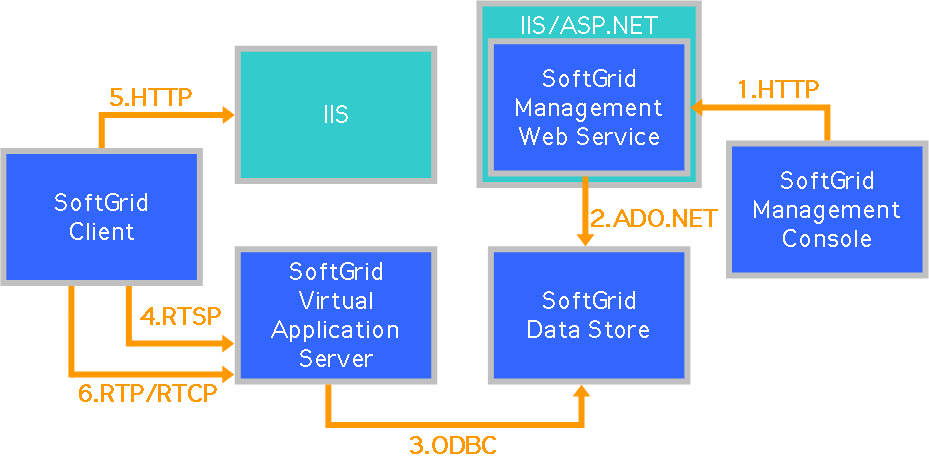 IIS/ASP.NET
SoftGrid
Management
Web Service
1.HTTP
5.HTTP
IIS
SoftGrid
Management
Console
SoftGrid
Client
2.ADO.NET
SoftGrid
Virtual
Application
Server
SoftGrid
Data Store
4.RTSP
6.RTP/RTCP
3.ODBC